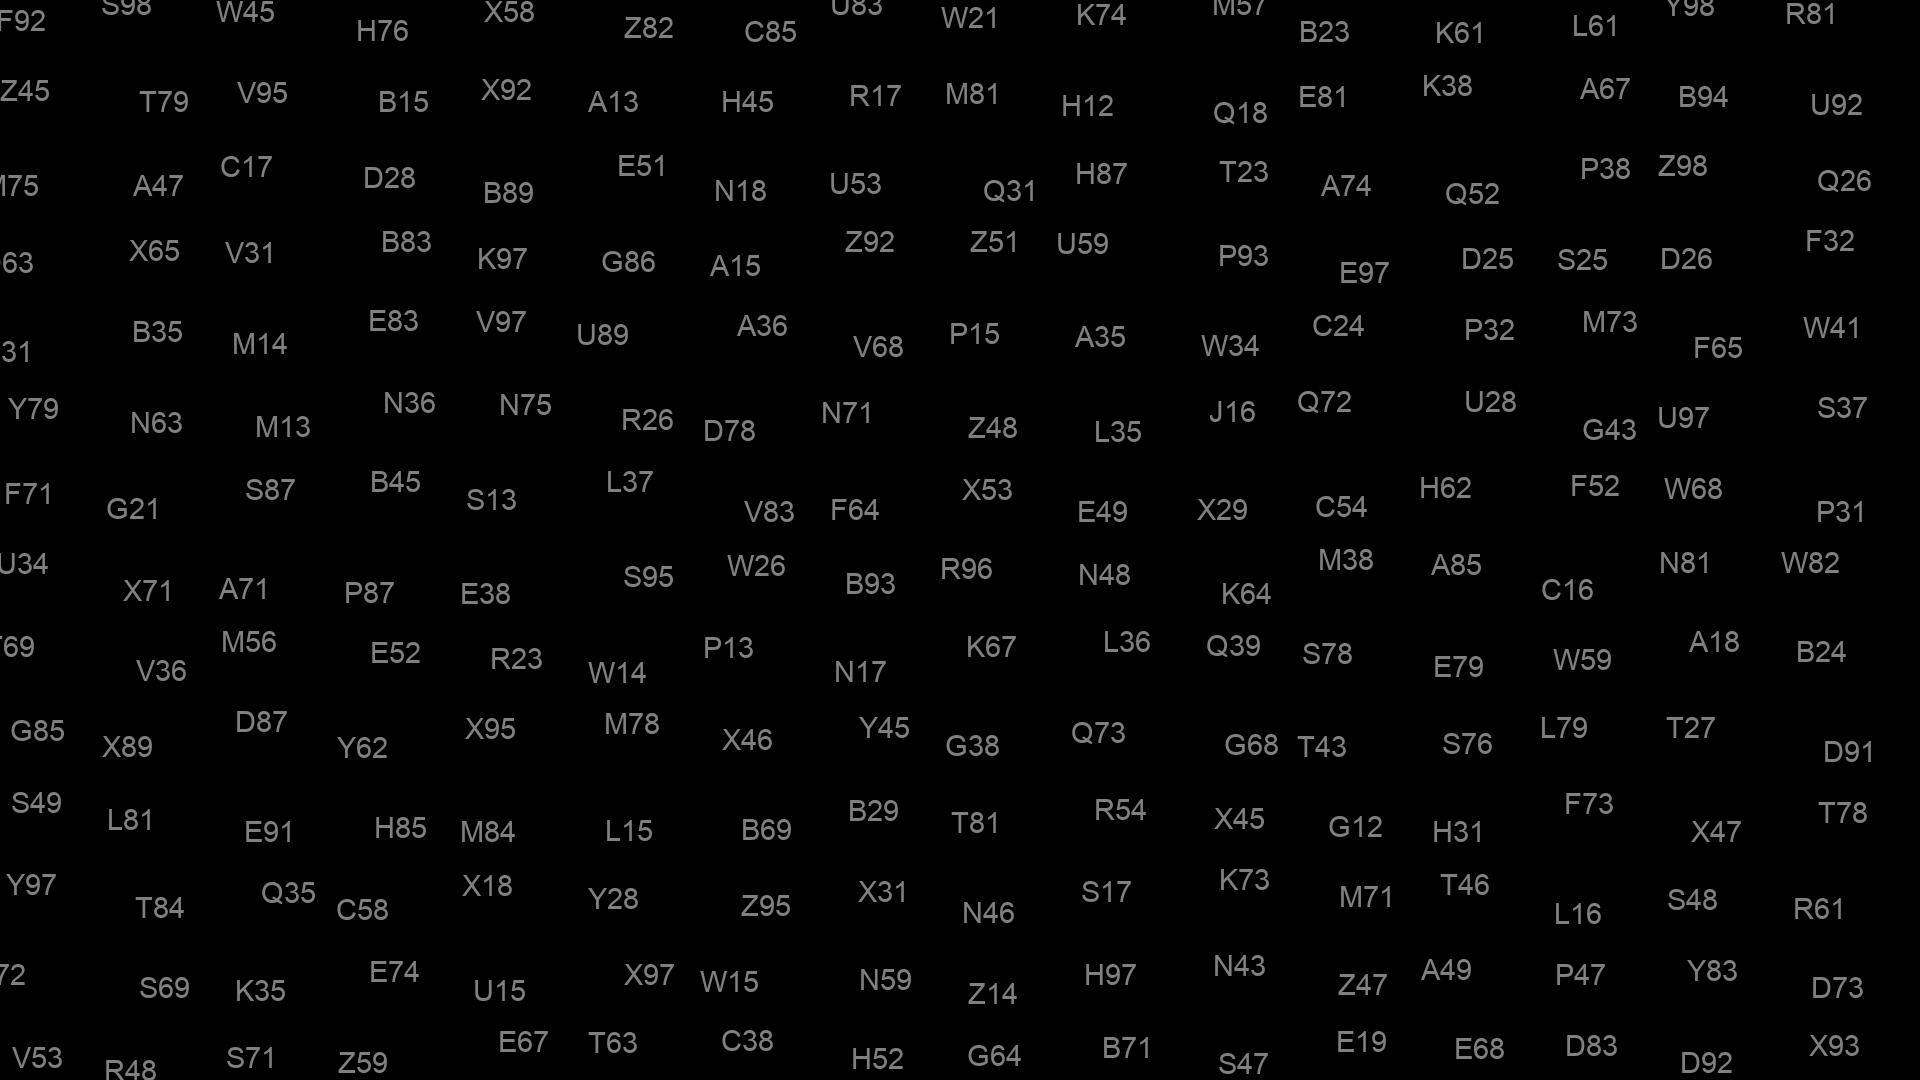 F92 S98 W45 H76 X58 Z82 C85 U83 W21 K74 M57 B23 K61 L61 Y98 R81
Z45 T79 V95 B15 X92 A13 H45 R17 M81 H12 Q18 E81 K38 A67 B94 U92
M75 A47 C17 D28 B89 E51 N18 U53 Q31 H87 T23 A74 Q52 P38 Z98 Q26
63 X65 V31 B83 K97 G86 A15 Z92 Z51 U59 P93 E97 D25 S25 D26 F32
31 B35 M14 E83 V97 U89 A36 V68 P15 A35 W34 C24 P32 M73 F65 W41
Y79 N63 M13 N36 N75 R26 D78 N71 Z48 L35 J16 Q72 U28 G43 U97 S37
F71 G21 S87 B45 S13 L37 V83 F64 X53 E49 X29 C54 H62 F52 W68 P31
U34 X71 A71 P87 E38 S95 W26 B93 R96 N48 K64 M38 A85 C16 N81 W82
69 V36 M56 E52 R23 W14 P13 N17 K67 L36 Q39 S78 E79 W59 A18 B24
G85 X89 D87 Y62 X95 M78 X46 Y45 G38 Q73 G68 T43 S76 L79 T27 D91
S49 L81 E91 H85 M84 L15 B69 B29 T81 R54 X45 G12 H31 F73 X47 T78
Y97 T84 Q35 C58 X18 Y28 Z95 X31 N46 S17 K73 M71 T46 L16 S48 R61
72 S69 K35 E74 U15 X97 W15 N59 Z14 H97 N43 Z47 A49 P47 Y83 D73
V53 R48 S71 Z59 E67 T63 C38 H52 G64 B71 S47 E19 E68 D83 D92 X93